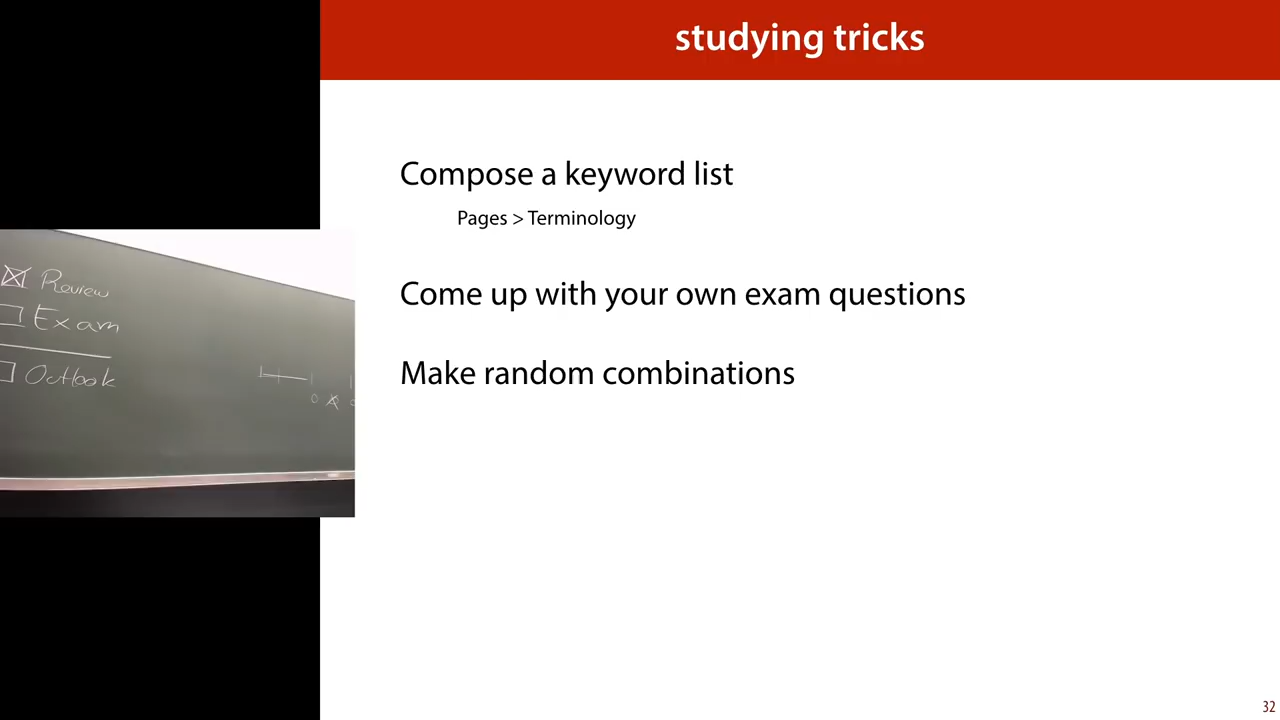 studying tricks
Compose a keyword list
Pages > Terminology
Come up with your own exam questions
Make random combinations
Review
Exam
Outlook
32